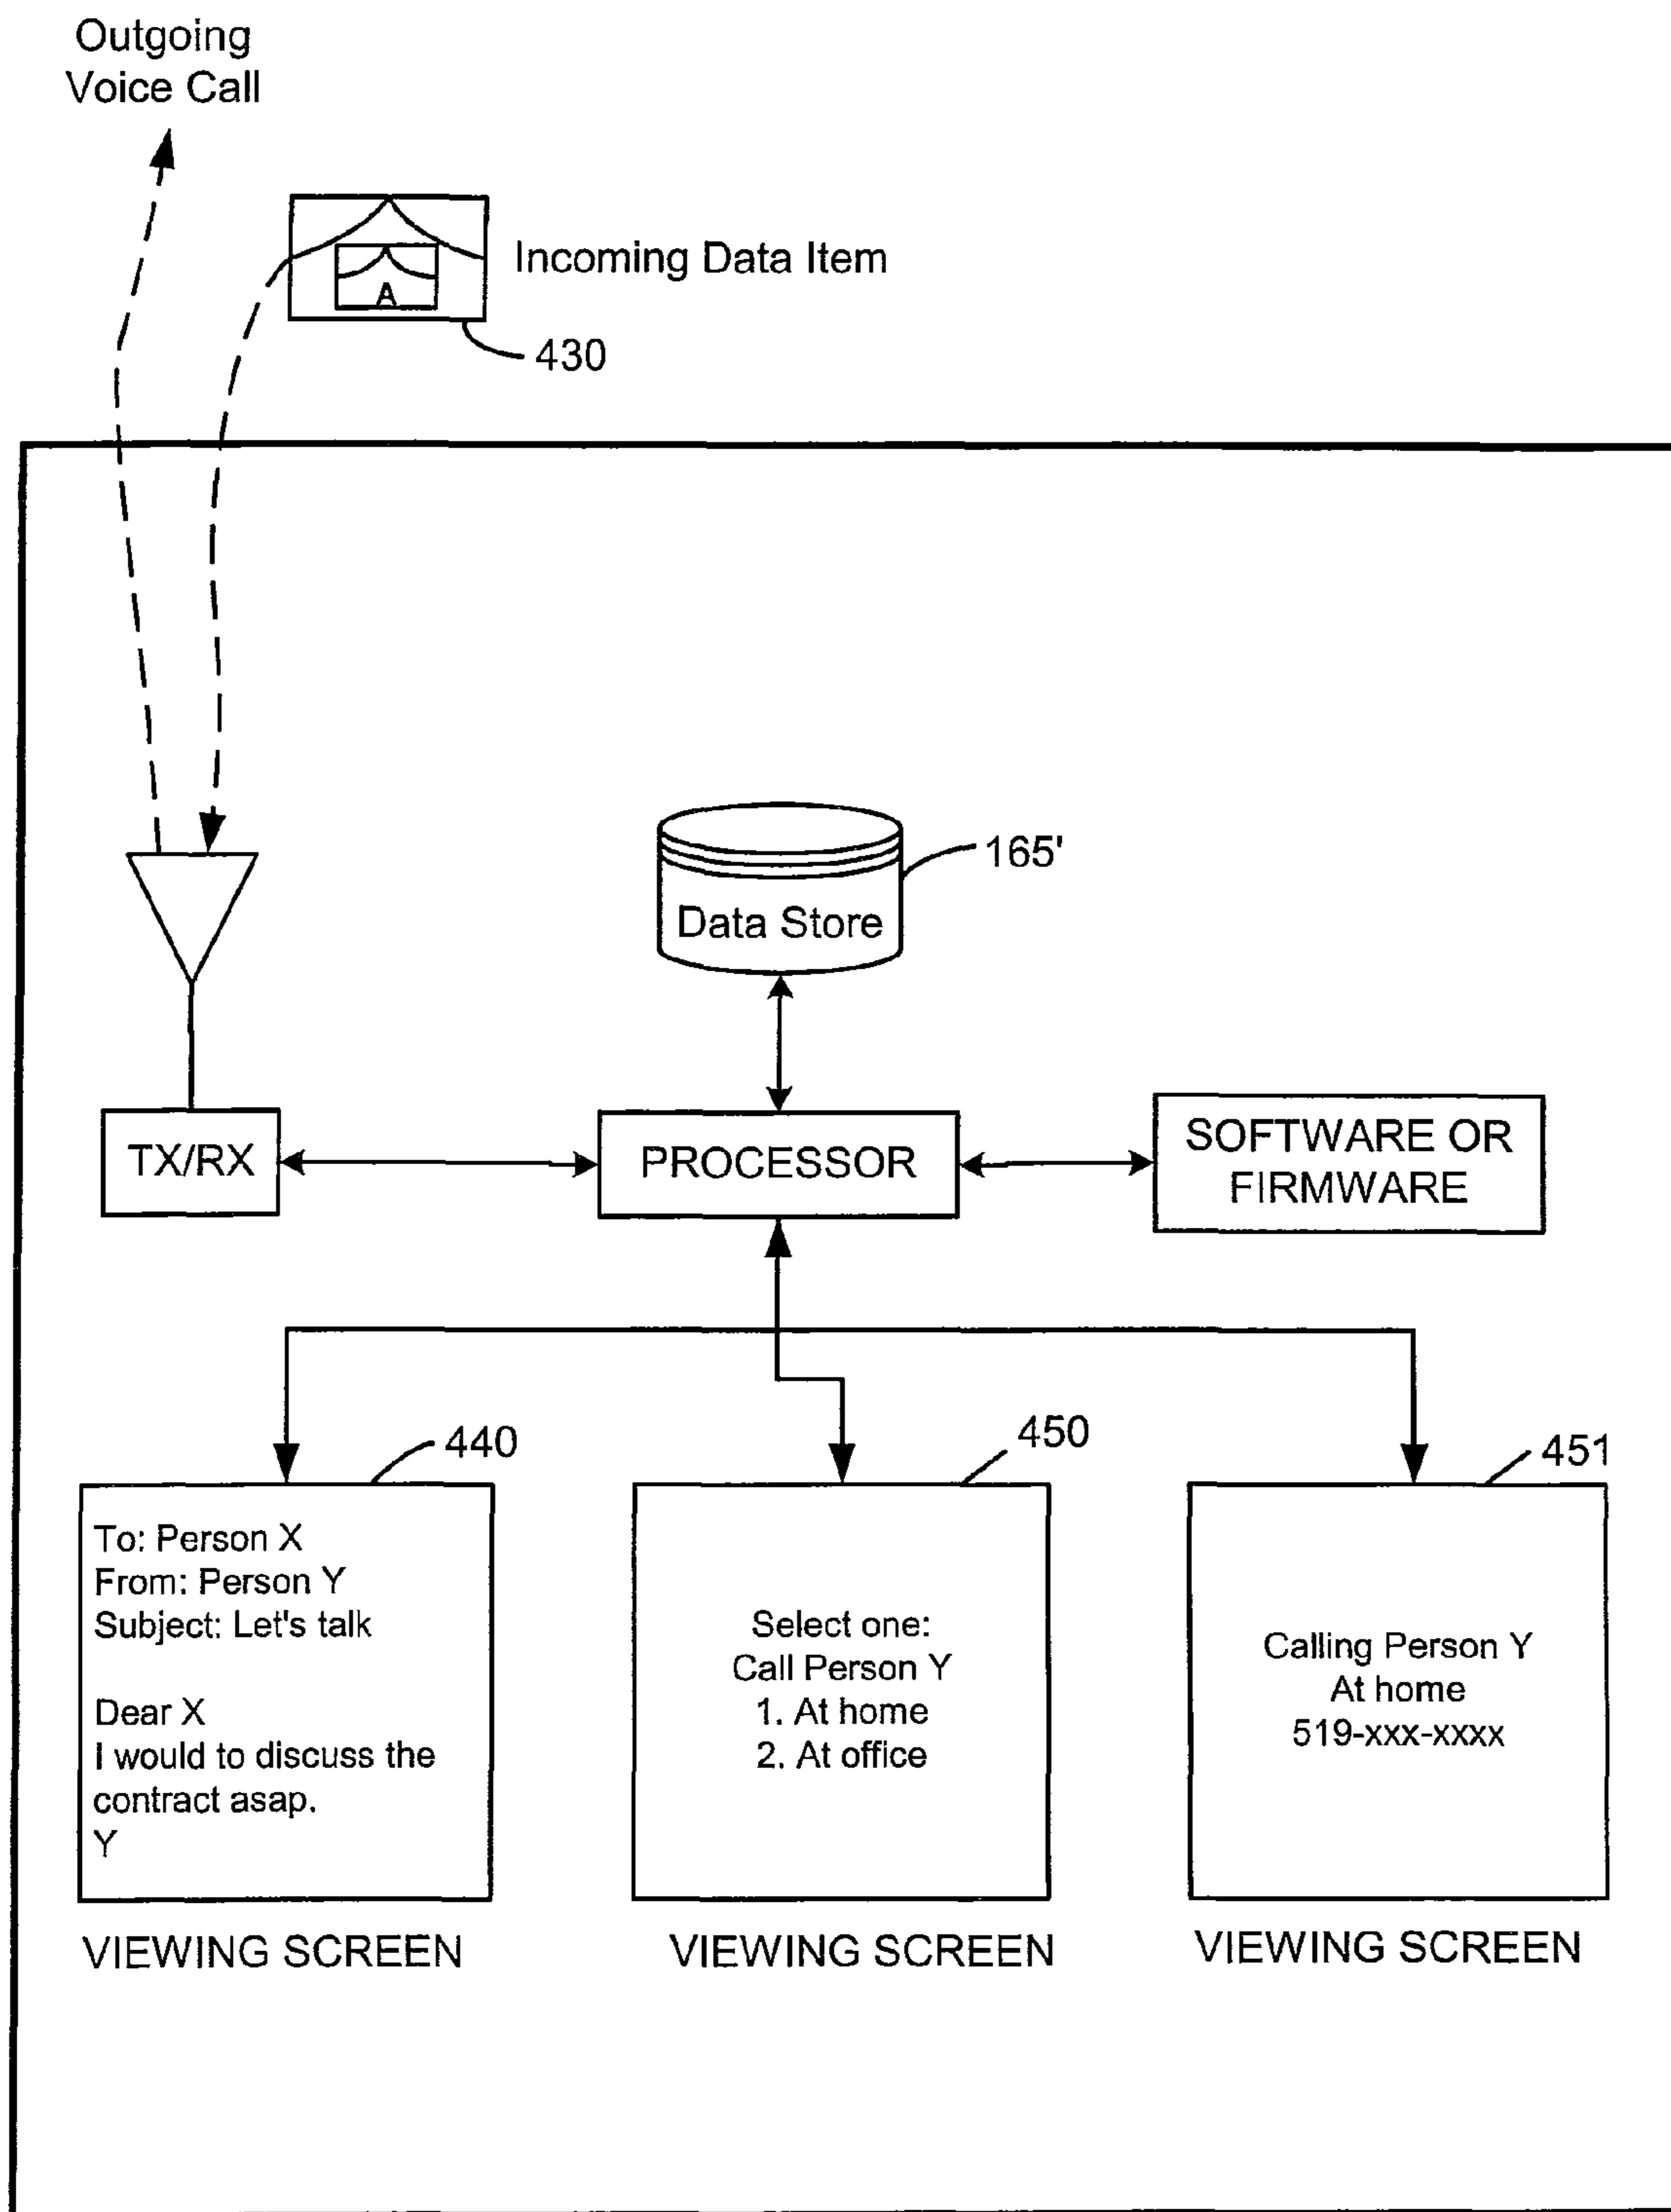 Outgoing
Voice Call
Incoming Data Item
A
430
165'
Data Store
TX/RX
PROCESSOR
SOFTWARE OR
FIRMWARE
440
450
451
To: Person X
From: Person Y
Subject: Let's talk
Dear X
I would to discuss the
contract asap.
Y
Select one:
Call Person Y
1. At home
2. At office
Calling Person Y
At home
519-xxx-xxxx
VIEWING SCREEN
VIEWING SCREEN
VIEWING SCREEN